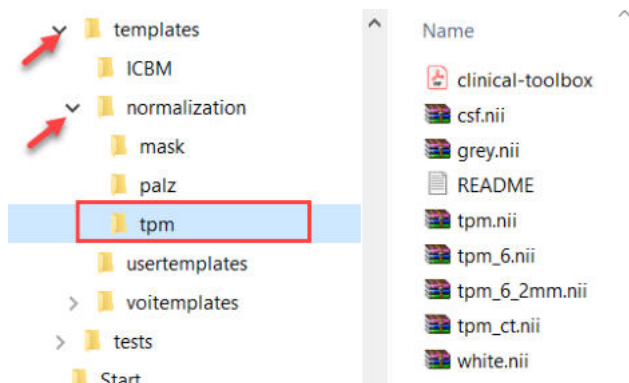 templates
ICBM
normalization
mask
palz
tpm
usertemplates
voitemplates
tests
Start
Name
clinical-toolbox
csf.nii
grey.nii
README
tpm.nii
tpm_6.nii
tpm_6_2mm.nii
tpm_ct.nii
white.nii